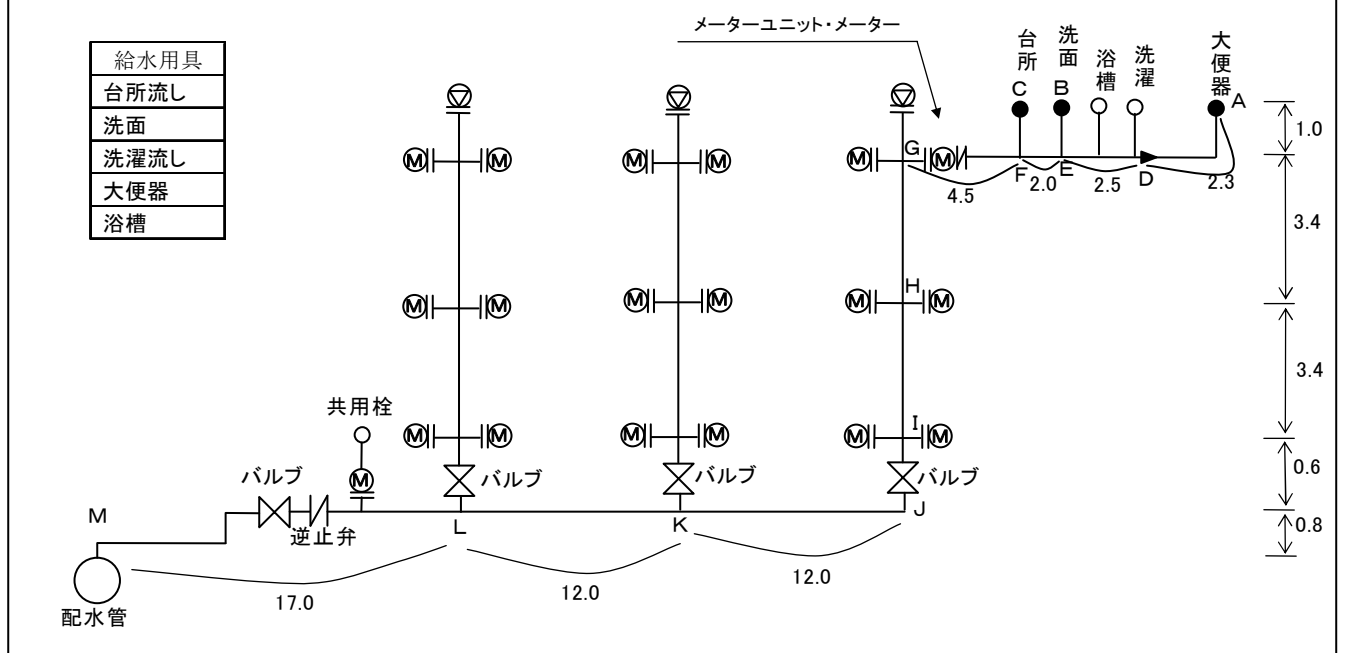 給水用具
台所流し
洗面
洗濯流し
大便器
浴槽
メーターユニット・メーター
台所
洗面
浴槽
洗濯
大便器
C
B
A
1.0
M M
M M
G
M M
F
E
D
4.5
2.0
2.5
2.3
3.4
M M
M M
M M
H
3.4
共用栓
M M
M M
M M
I
バルブ
M
バルブ
バルブ
バルブ
0.6
M
逆止弁
L
K
J
0.8
17.0
12.0
12.0
配水管